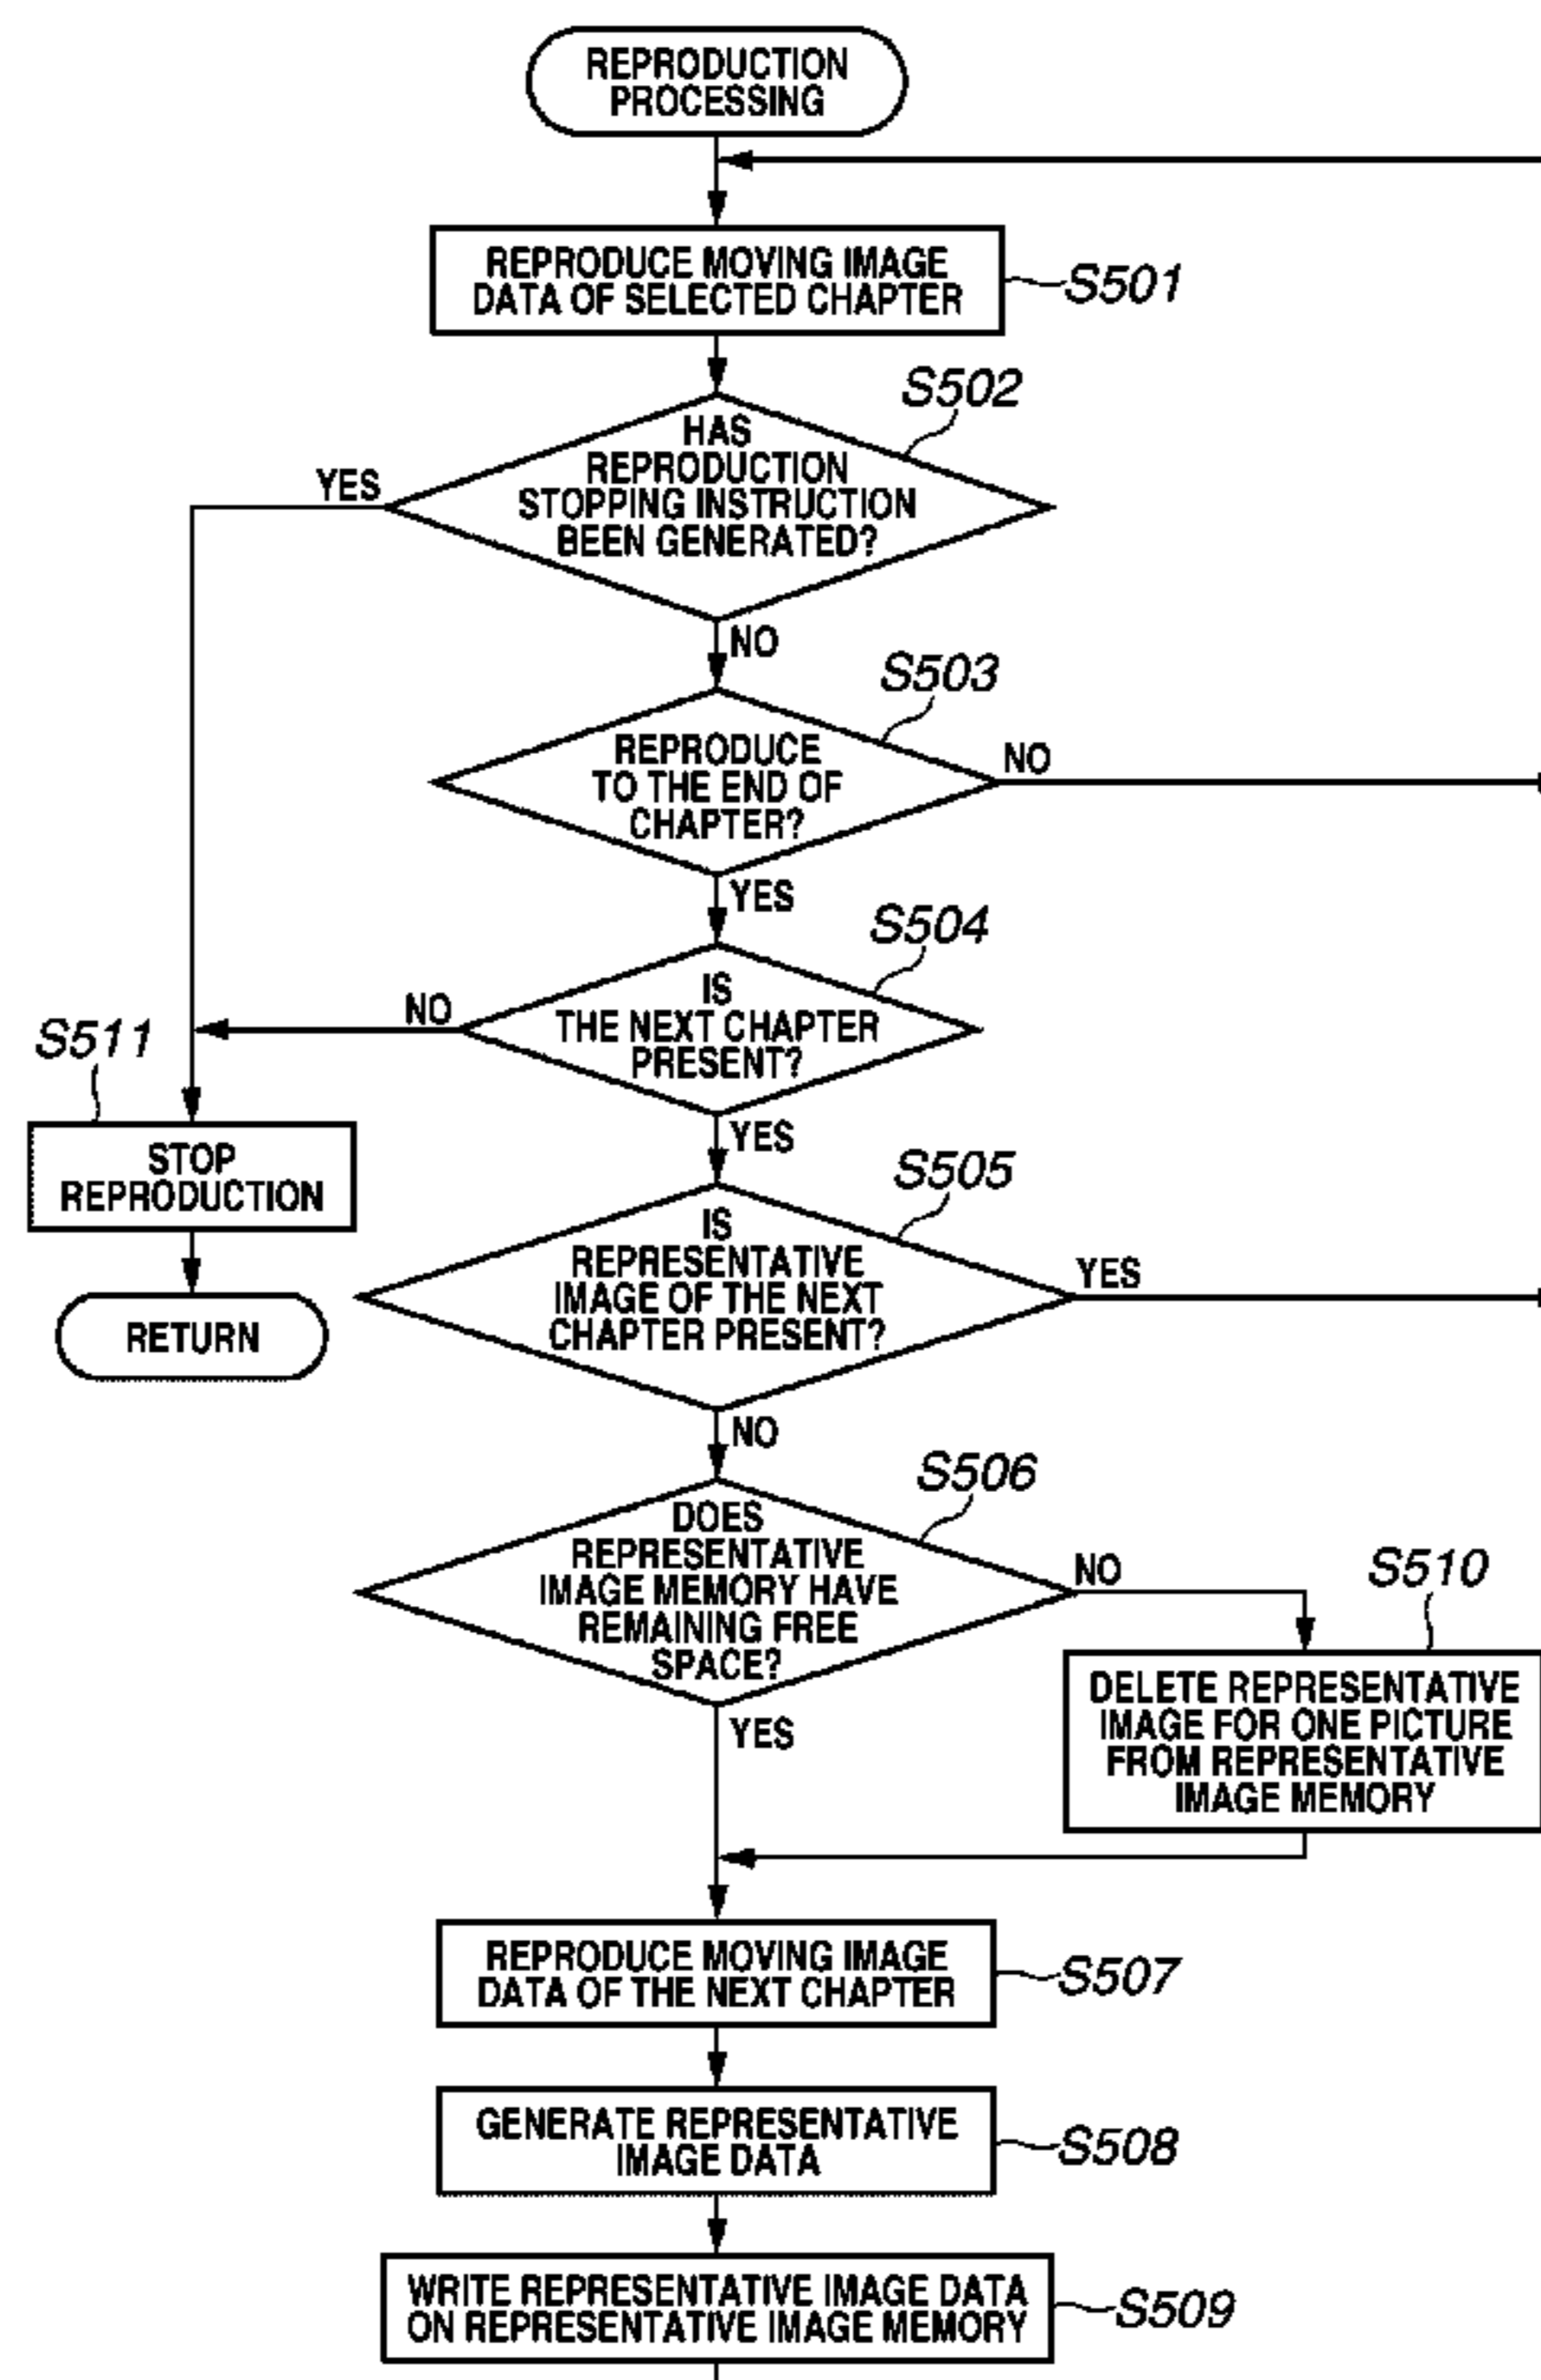 REPRODUCTION
PROCESSING
REPRODUCE MOVING IMAGE
DATA OF SELECTED CHAPTER
S501
S502
HAS
REPRODUCTION
STOPPING INSTRUCTION
BEEN GENERATED?
YES
NO
S503
REPRODUCE
TO THE END OF
CHAPTER?
NO
YES
S504
IS
THE NEXT CHAPTER
PRESENT?
NO
S511
YES
STOP
REPRODUCTION
S505
IS
REPRESENTATIVE
IMAGE OF THE NEXT
CHAPTER PRESENT?
YES
RETURN
NO
S506
DOES
REPRESENTATIVE
IMAGE MEMORY HAVE
REMAINING FREE
SPACE?
NO
S510
YES
DELETE REPRESENTATIVE
IMAGE FOR ONE PICTURE
FROM REPRESENTATIVE
IMAGE MEMORY
REPRODUCE MOVING IMAGE
DATA OF THE NEXT CHAPTER
S507
GENERATE REPRESENTATIVE
IMAGE DATA
S508
WRITE REPRESENTATIVE IMAGE DATA
ON REPRESENTATIVE IMAGE MEMORY
S509